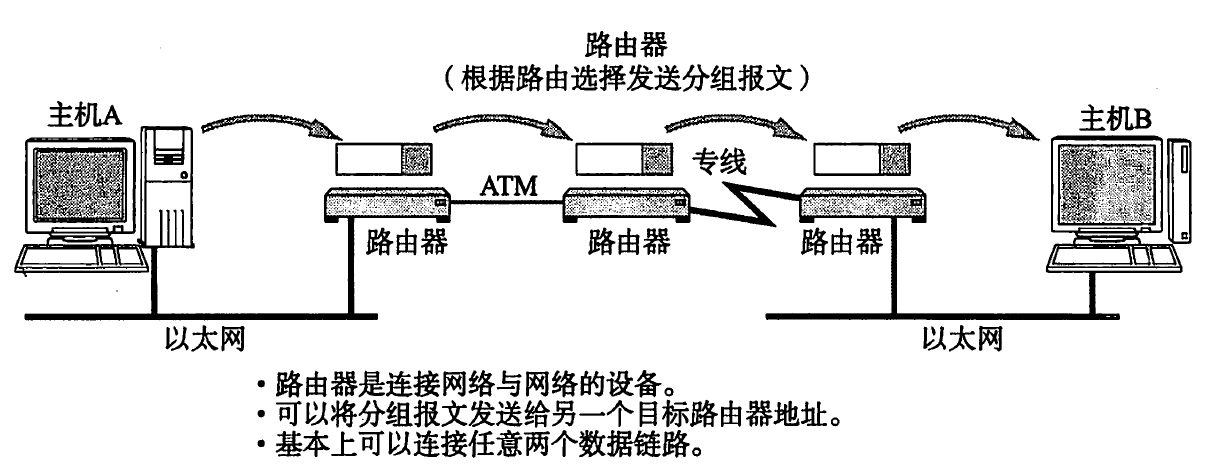 路由器
（根据路由选择发送分组报文）
主机A
主机B
专线
ATM
路由器
路由器
路由器
以太网
以太网
·路由器是连接网络与网络的设备。
·可以将分组报文发送给另一个目标路由器地址。
·基本上可以连接任意两个数据链路。